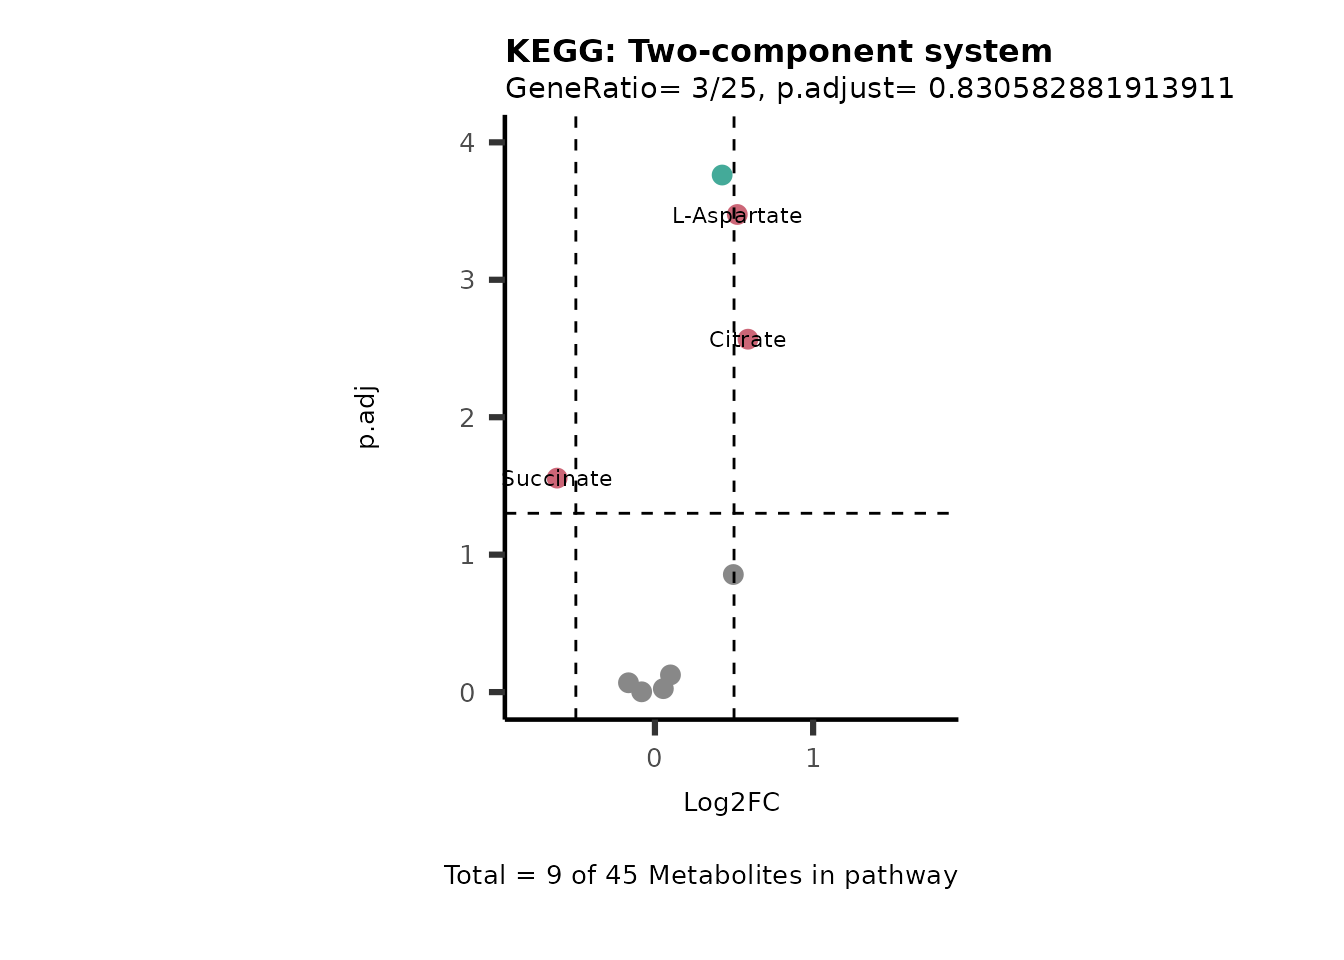 KEGG: Two-component system
GeneRatio= 3/25, p.adjust= 0.830582881913911
4
L-Aspartate
3
Citrate
p.adj
2
Succinate
1
0
0 1
Log2FC
Total = 9 of 45 Metabolites in pathway